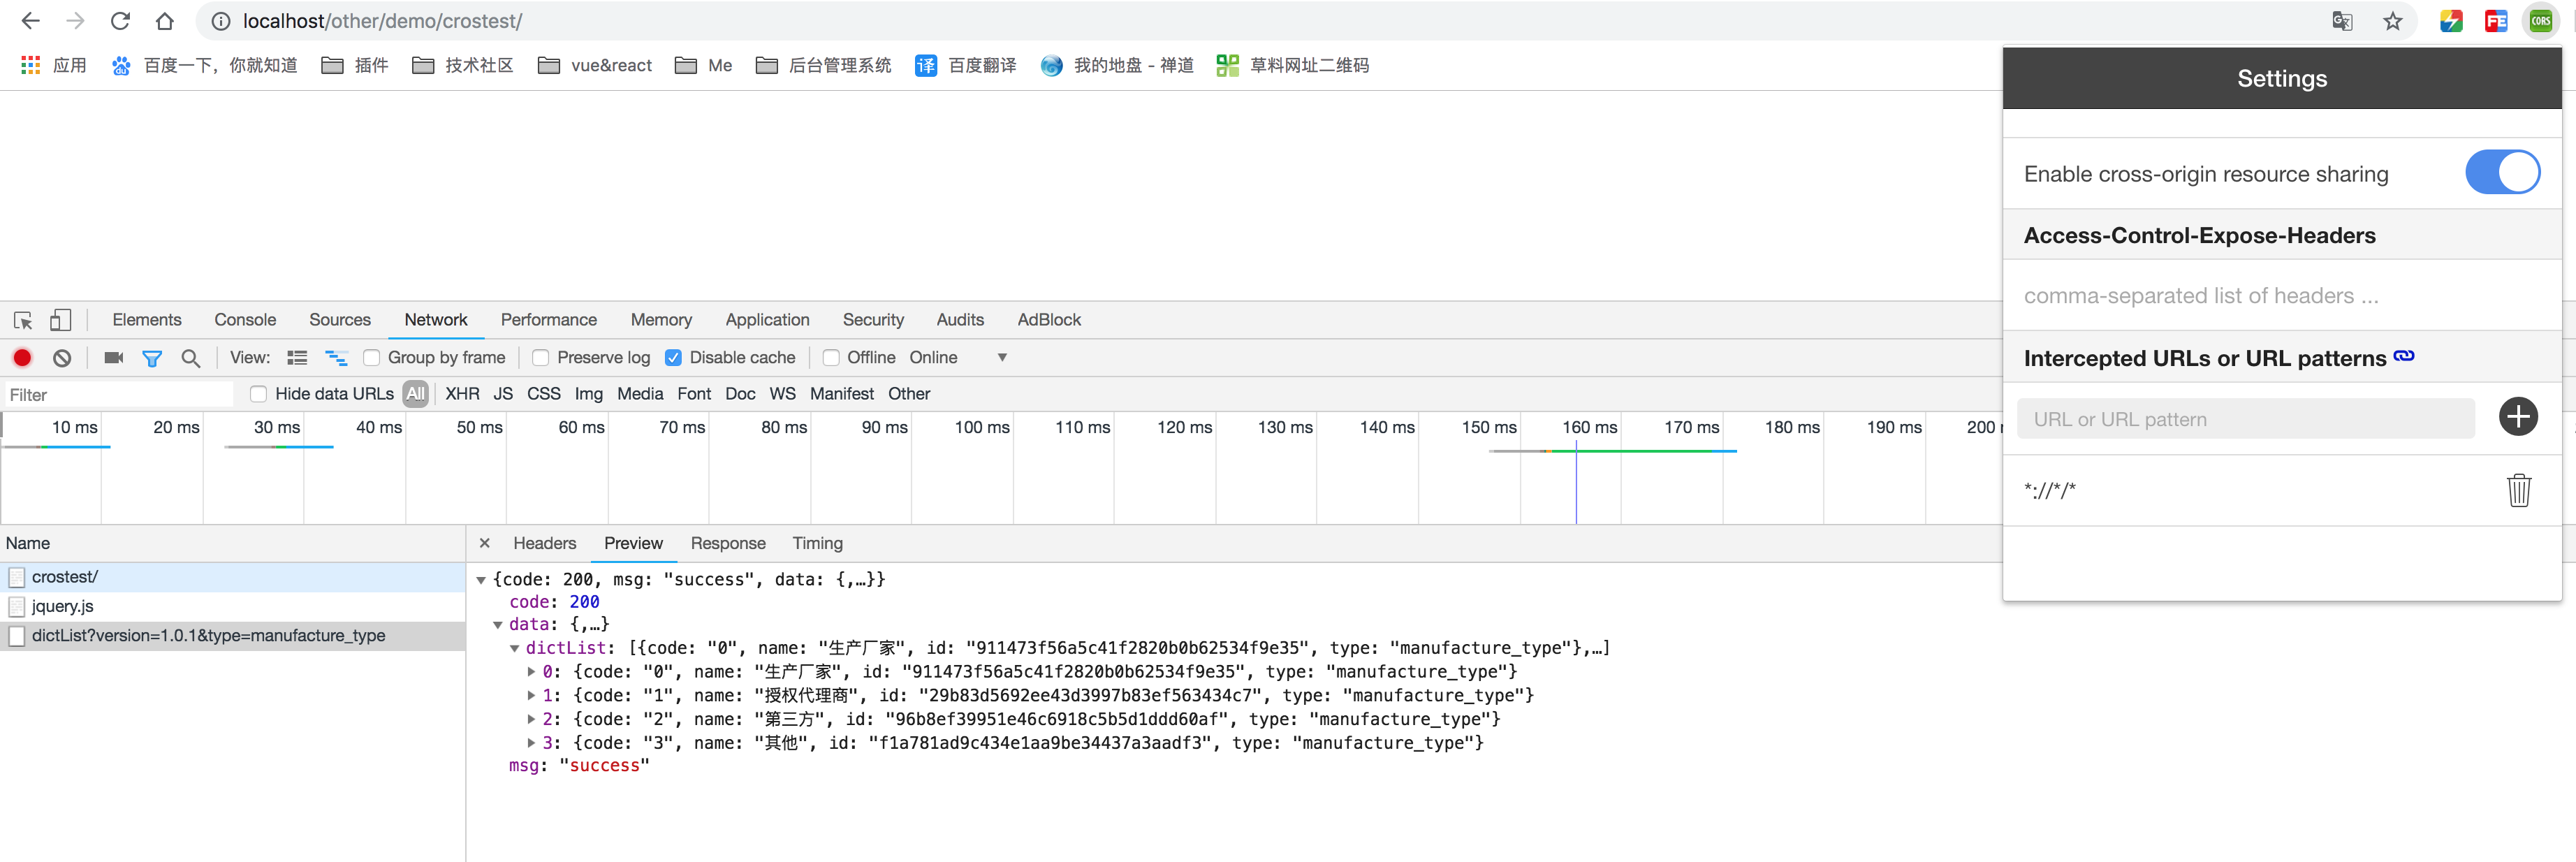 localhost/other/demo/crostest/
CORS
应用 百度一下，你就知道 插件 技术社区 vue&react Me 后台管理系统 译 百度翻译 我的地盘 - 禅道 草料网址二维码
Settings
Enable cross-origin resource sharing
Access-Control-Expose-Headers
comma-separated list of headers ...
Intercepted URLs or URL patterns
URL or URL pattern
*://*/*
Elements Console Sources Network Performance Memory Application Security Audits AdBlock
View: Group by frame Preserve log Disable cache Offline Online
Filter Hide data URLs All XHR JS CSS Img Media Font Doc WS Manifest Other
10 ms 20 ms 30 ms 40 ms 50 ms 60 ms 70 ms 80 ms 90 ms 100 ms 110 ms 120 ms 130 ms 140 ms 150 ms 160 ms 170 ms 180 ms 190 ms 200
Name
crostest/
jquery.js
dictList?version=1.0.1&type=manufacture_type
× Headers Preview Response Timing
{code: 200, msg: "success", data: {,…}}
code: 200
data: {,…}
dictList: [{code: "0", name: "生产厂家", id: "911473f56a5c41f2820b0b62534f9e35", type: "manufacture_type"},…]
0: {code: "0", name: "生产厂家", id: "911473f56a5c41f2820b0b62534f9e35", type: "manufacture_type"}
1: {code: "1", name: "授权代理商", id: "29b83d5692ee43d3997b83ef563434c7", type: "manufacture_type"}
2: {code: "2", name: "第三方", id: "96b8ef39951e46c6918c5b5d1ddd60af", type: "manufacture_type"}
3: {code: "3", name: "其他", id: "f1a781ad9c434e1aa9be34437a3aadf3", type: "manufacture_type"}
msg: "success"